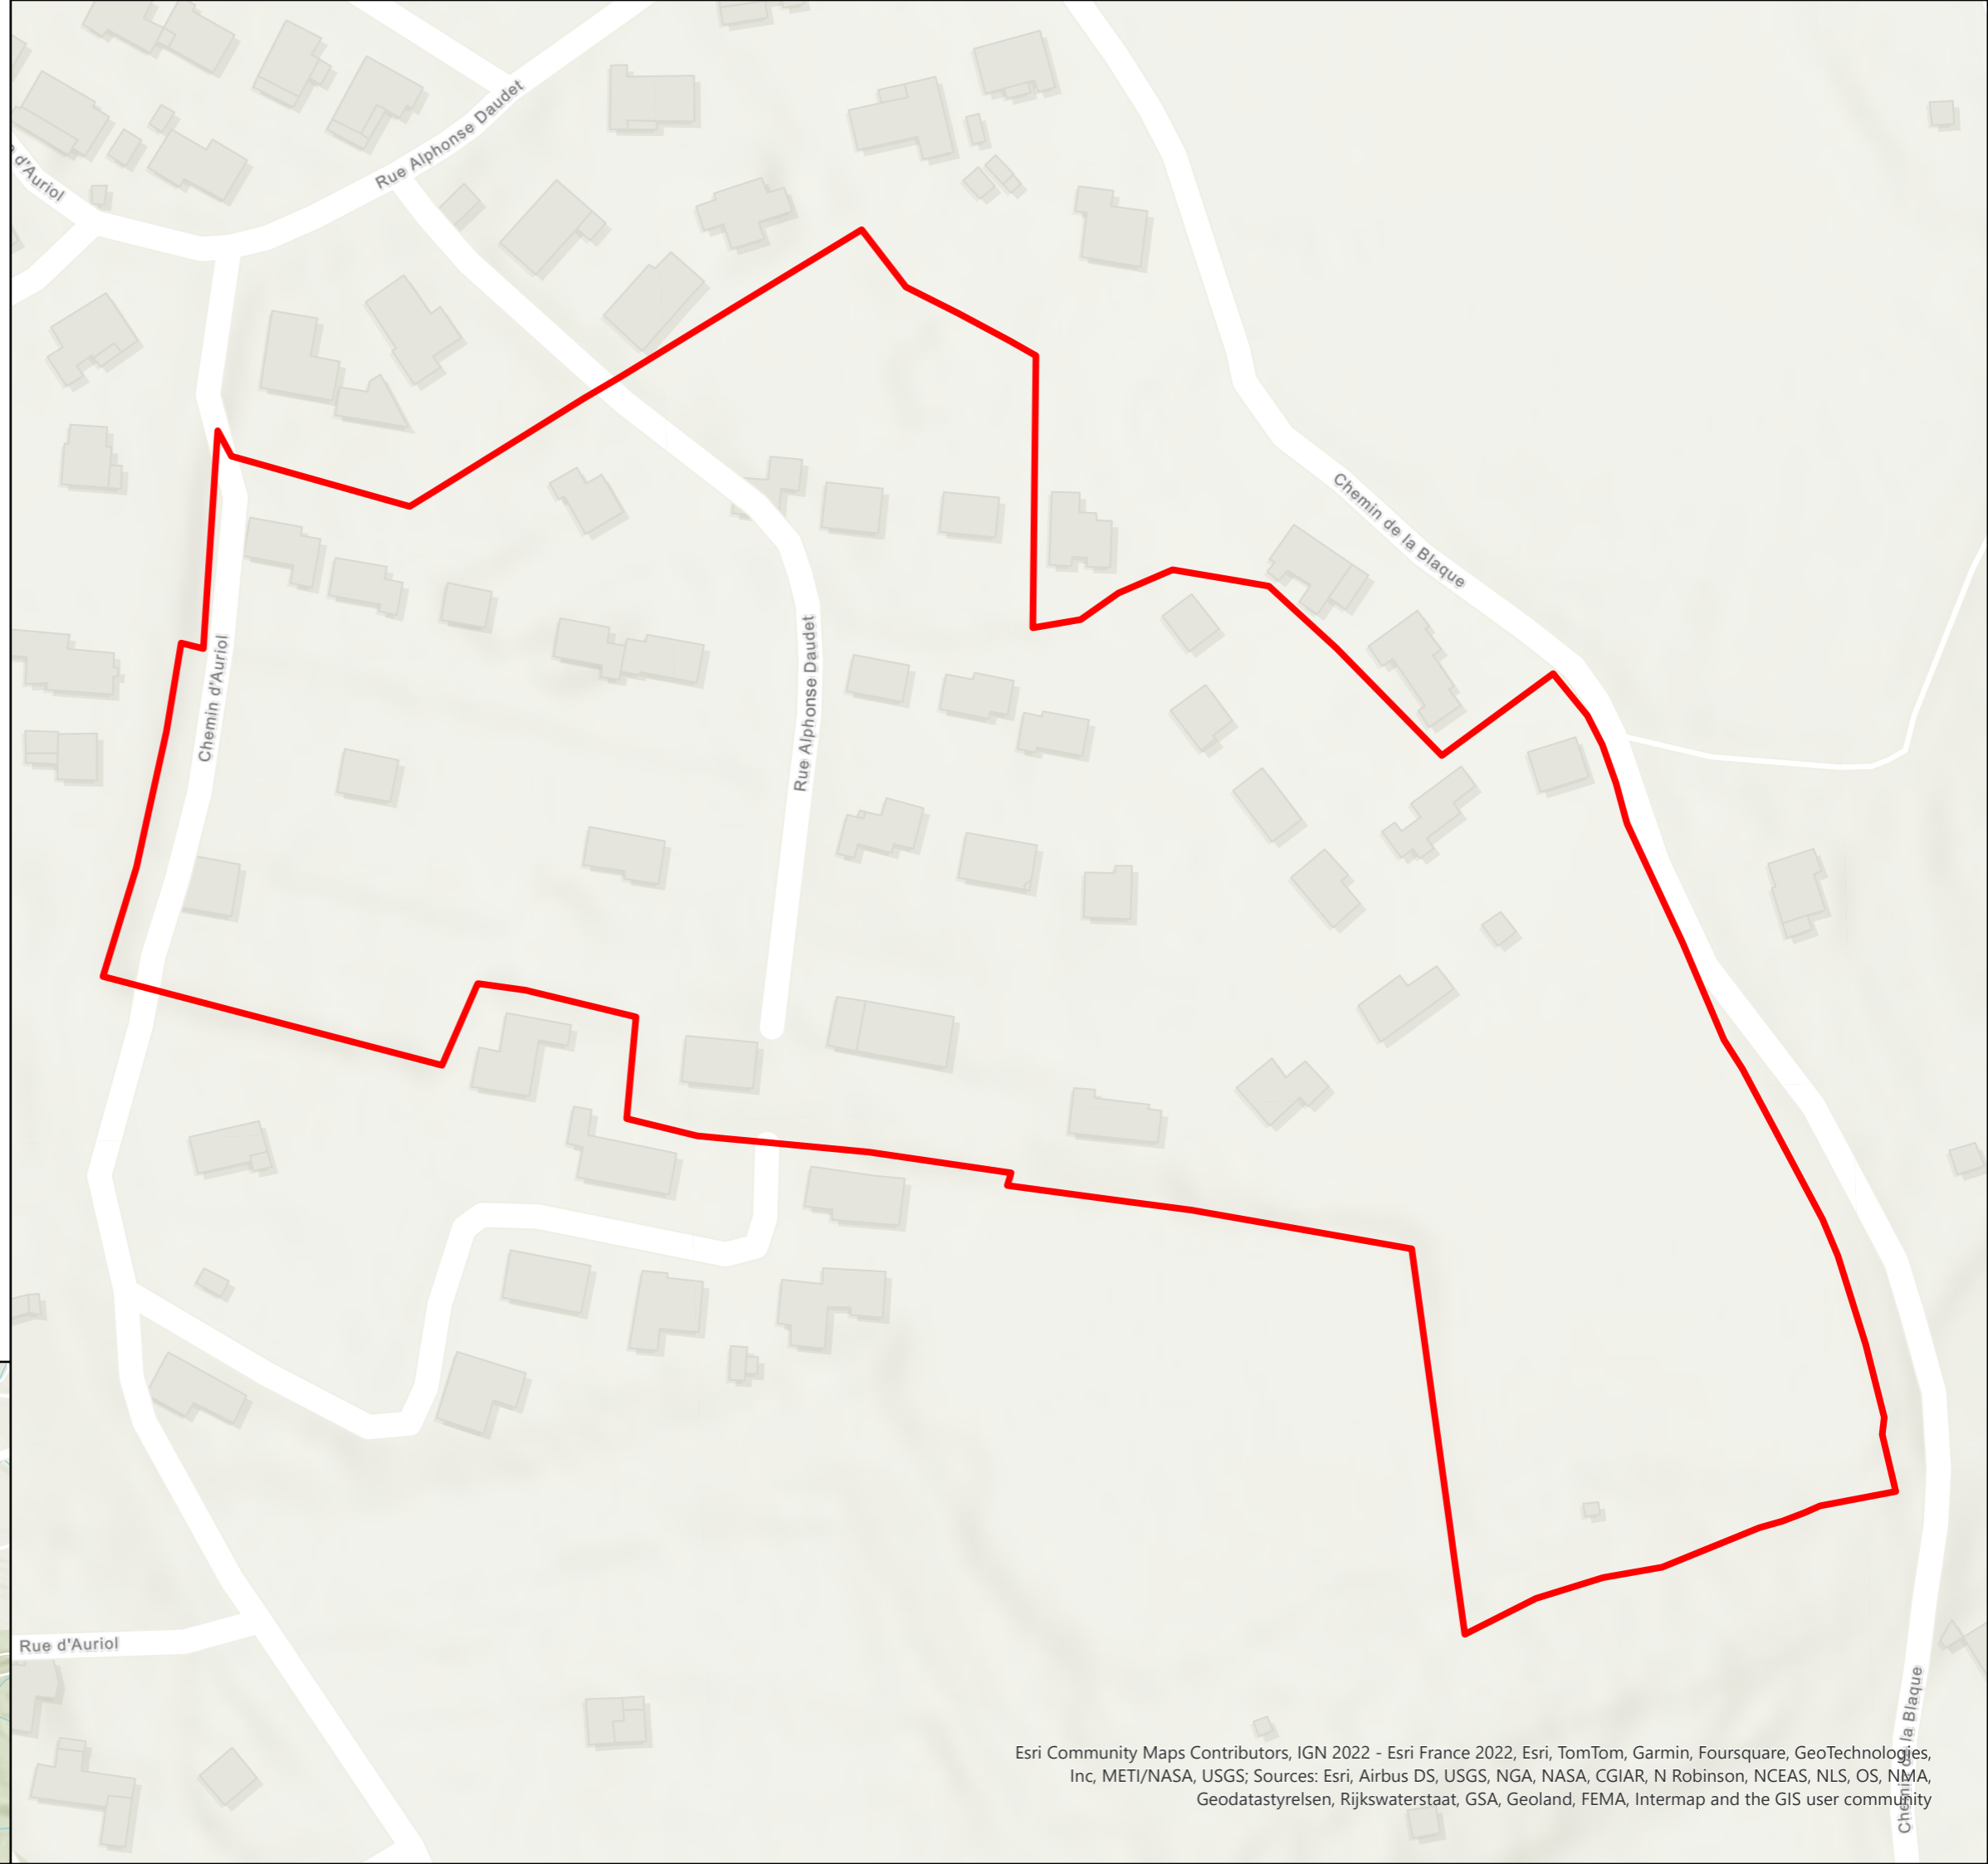 Rue Alphonse Daudet
d'Auriol
Chemin de la Blaque
Chemin d'Auriol
Rue Alphonse Daudet
Rue d'Auriol
Chemin de la Blaque
Esri Community Maps Contributors, IGN 2022 - Esri France 2022, Esri, TomTom, Garmin, Foursquare, GeoTechnologies,
Inc, METI/NASA, USGS; Sources: Esri, Airbus DS, USGS, NGA, NASA, CGIAR, N Robinson, NCEAS, NLS, OS, NMA,
Geodatastyrelsen, Rijkswaterstaat, GSA, Geoland, FEMA, Intermap and the GIS user community